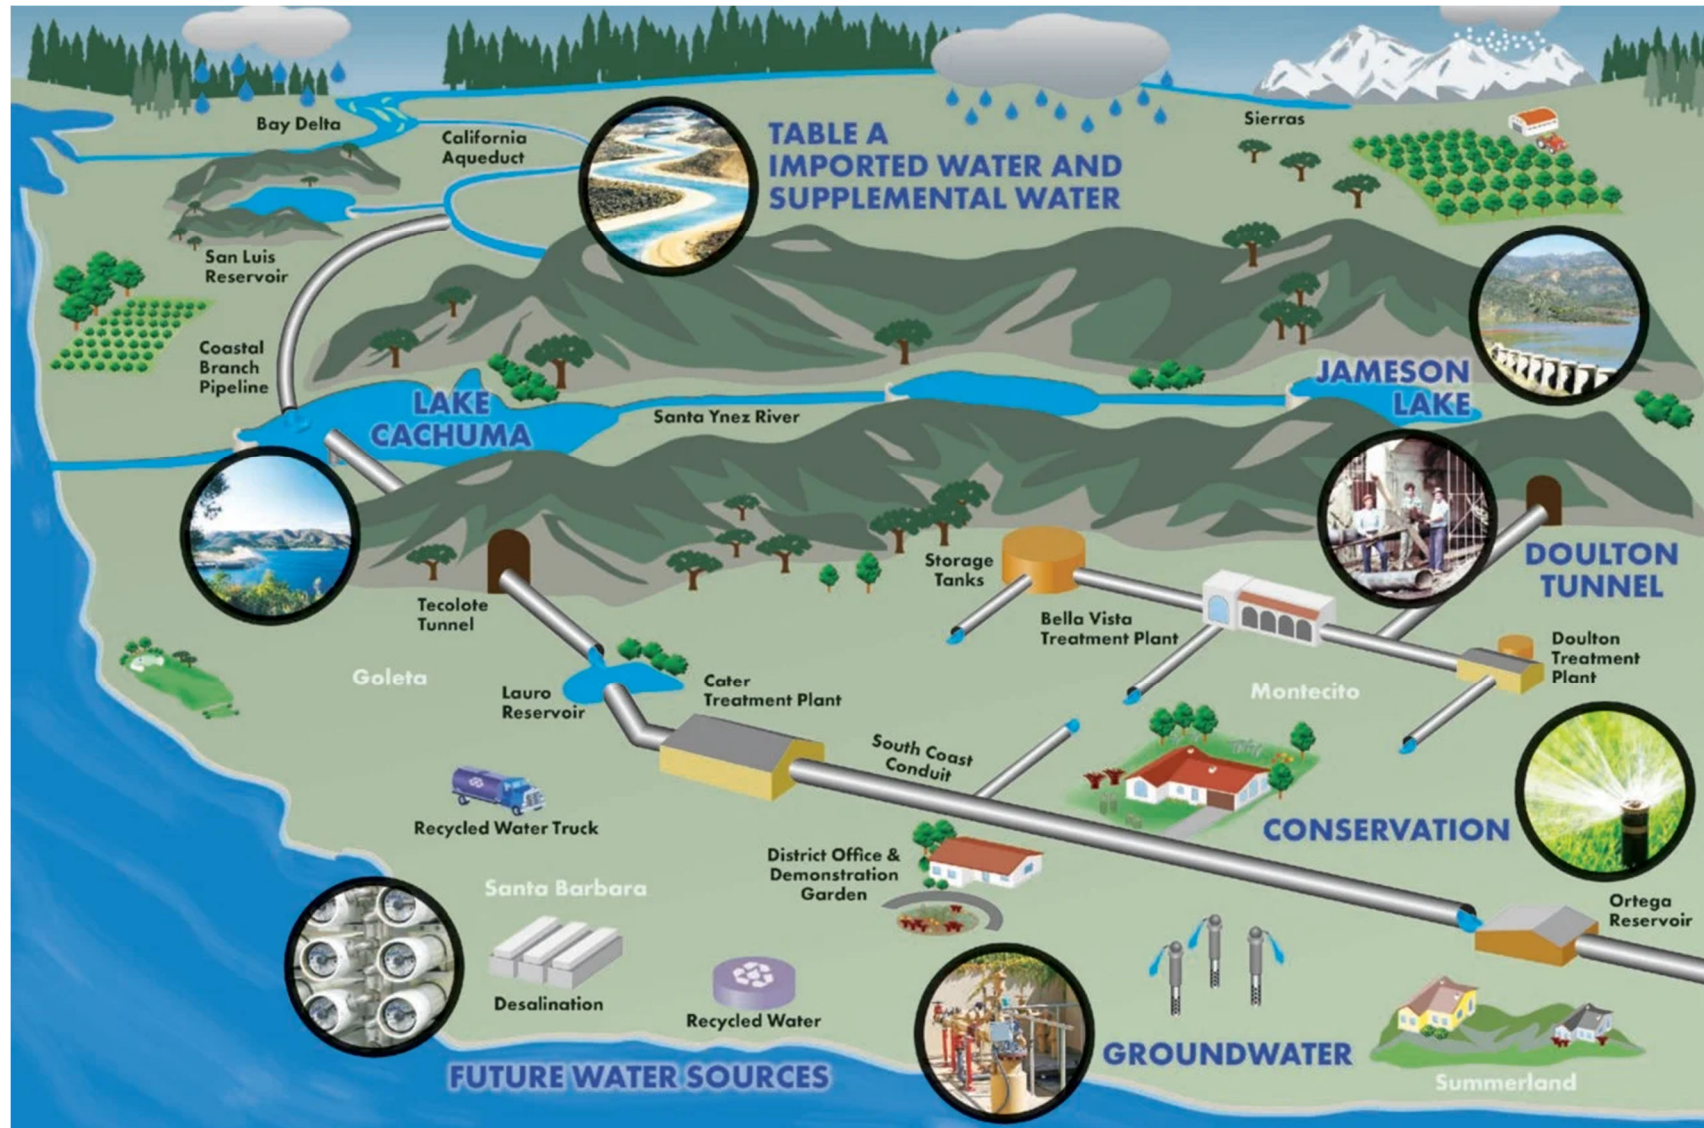 Bay Delta
California
Aqueduct
TABLE A
IMPORTED WATER AND
SUPPLEMENTAL WATER
Sierras
San Luis
Reservoir
Coastal
Branch
Pipeline
LAKE
CACHUMA
Santa Ynez River
JAMESON
LAKE
Storage
Tanks
DOULTON
TUNNEL
Tecolote
Tunnel
Bella Vista
Treatment Plant
Doulton
Treatment
Plant
Goleta
Lauro
Reservoir
Cater
Treatment Plant
Montecito
South Coast
Conduit
Recycled Water Truck
CONSERVATION
District Office &
Demonstration
Garden
Santa Barbara
Ortega
Reservoir
Desalination
Recycled Water
GROUNDWATER
FUTURE WATER SOURCES
Summerland